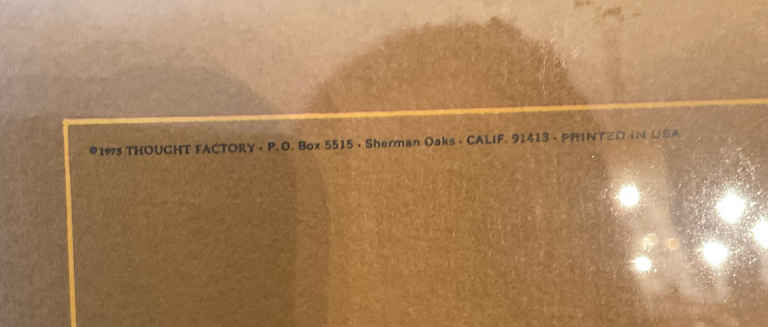 ©1975 THOUGHT FACTORY • P.O. Box 5515 • Sherman Oaks • CALIF. 91413 • PRINTED IN USA